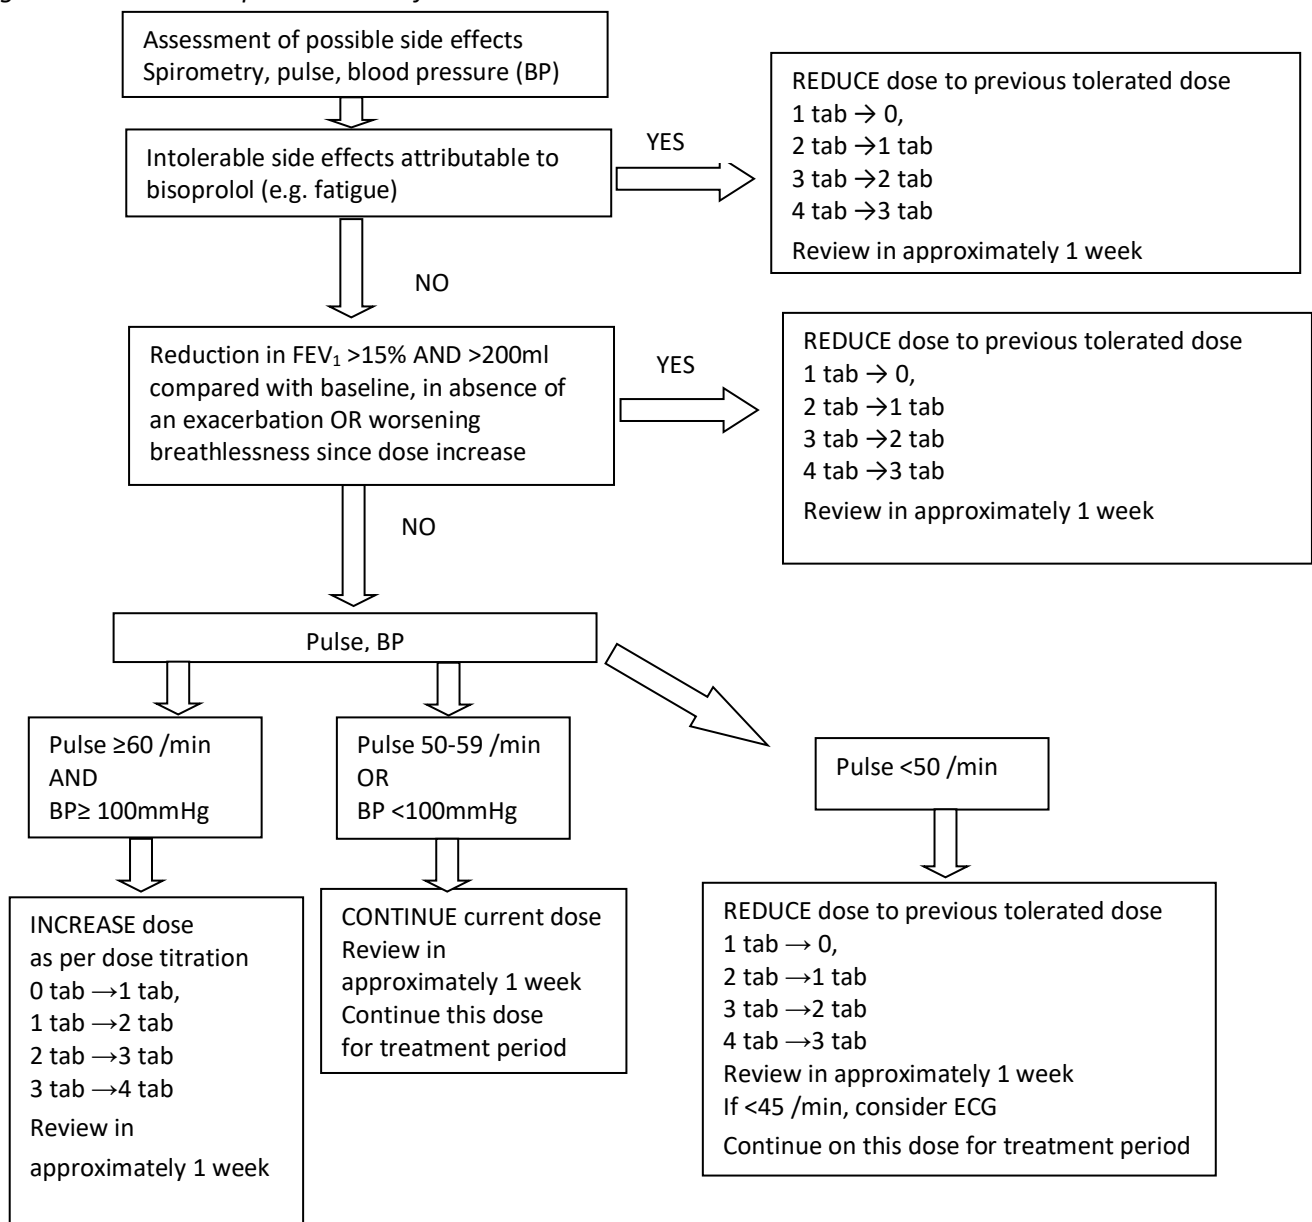 Assessment of possible side effects
Spirometry, pulse, blood pressure (BP)
Intolerable side effects attributable to
bisoprolol (e.g. fatigue)
YES
REDUCE dose to previous tolerated dose
1 tab → 0,
2 tab →1 tab
3 tab →2 tab
4 tab →3 tab
Review in approximately 1 week
NO
Reduction in FEV₁ >15% AND >200ml
compared with baseline, in absence of
an exacerbation OR worsening
breathlessness since dose increase
YES
REDUCE dose to previous tolerated dose
1 tab → 0,
2 tab →1 tab
3 tab →2 tab
4 tab →3 tab
Review in approximately 1 week
NO
Pulse, BP
Pulse ≥60 /min
AND
BP≥ 100mmHg
Pulse 50-59 /min
OR
BP <100mmHg
Pulse <50 /min
INCREASE dose
as per dose titration
0 tab →1 tab,
1 tab →2 tab
2 tab →3 tab
3 tab →4 tab
Review in
approximately 1 week
CONTINUE current dose
Review in
approximately 1 week
Continue this dose
for treatment period
REDUCE dose to previous tolerated dose
1 tab → 0,
2 tab →1 tab
3 tab →2 tab
4 tab →3 tab
Review in approximately 1 week
If <45 /min, consider ECG
Continue on this dose for treatment period